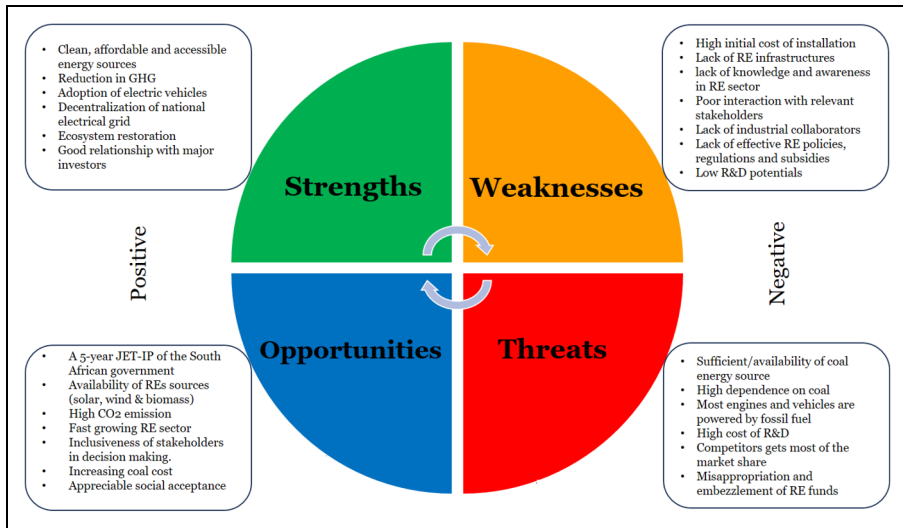 • Clean, affordable and accessible
energy sources
• Reduction in GHG
• Adoption of electric vehicles
• Decentralization of national
electrical grid
• Ecosystem restoration
• Good relationship with major
investors
• High initial cost of installation
• Lack of RE infrastructures
• lack of knowledge and awareness
in RE sector
• Poor interaction with relevant
stakeholders
• Lack of industrial collaborators
• Lack of effective RE policies,
regulations and subsidies
• Low R&D potentials
Strengths
Weaknesses
Positive
Negative
Opportunities
Threats
• A 5-year JET-IP of the South
African government
• Availability of REs sources
(solar, wind & biomass)
• High CO2 emission
• Fast growing RE sector
• Inclusiveness of stakeholders
in decision making.
• Increasing coal cost
• Appreciable social acceptance
• Sufficient/availability of coal
energy source
• High dependence on coal
• Most engines and vehicles are
powered by fossil fuel
• High cost of R&D
• Competitors gets most of the
market share
• Misappropriation and
embezzlement of RE funds